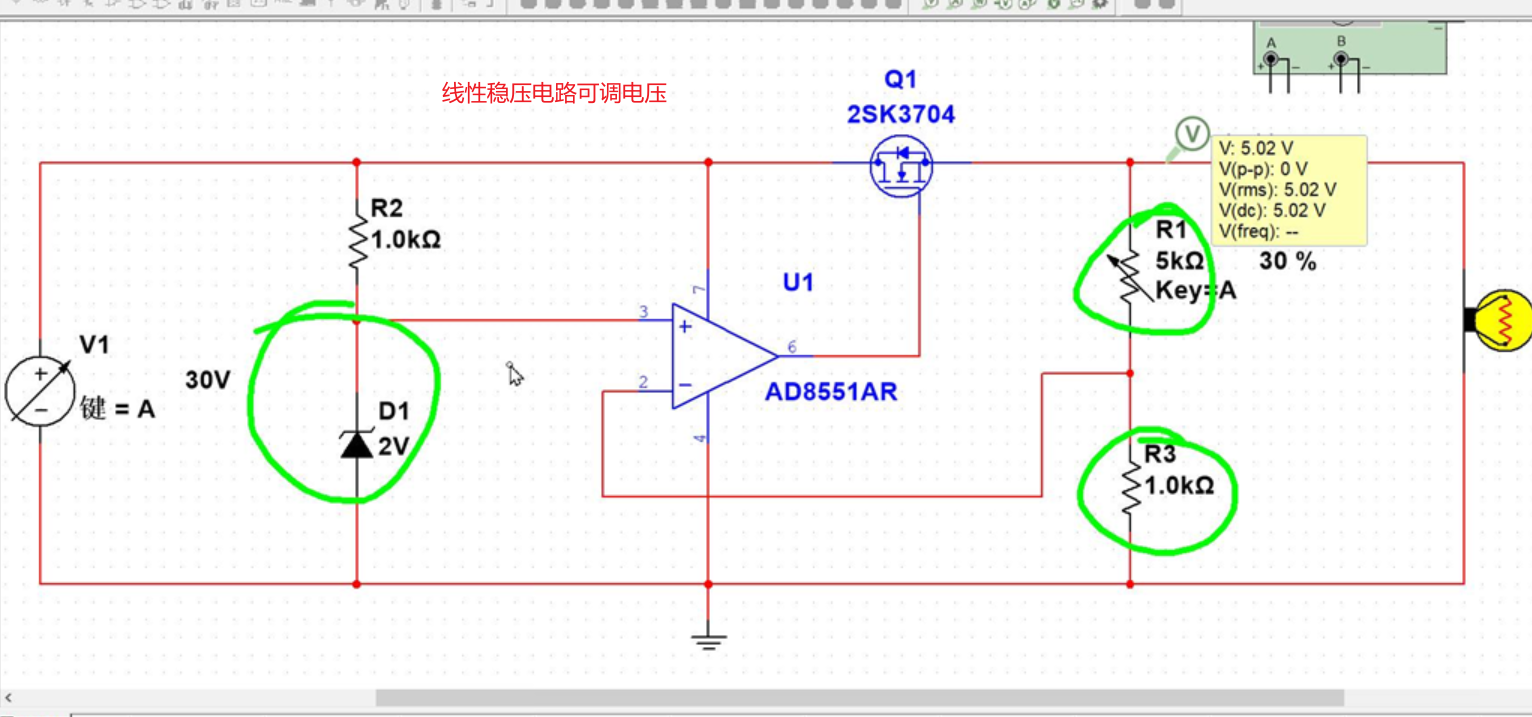 A
B
Q1
线性稳压电路可调电压
2SK3704
V
V: 5.02 V
V(p-p): 0 V
V(rms): 5.02 V
V(dc): 5.02 V
V(freq): --
R2
1.0kΩ
R1
5kΩ
30 %
Key=A
7
U1
3
6
V1
30V
2
AD8551AR
键 = A
D1
2V
4
R3
1.0kΩ